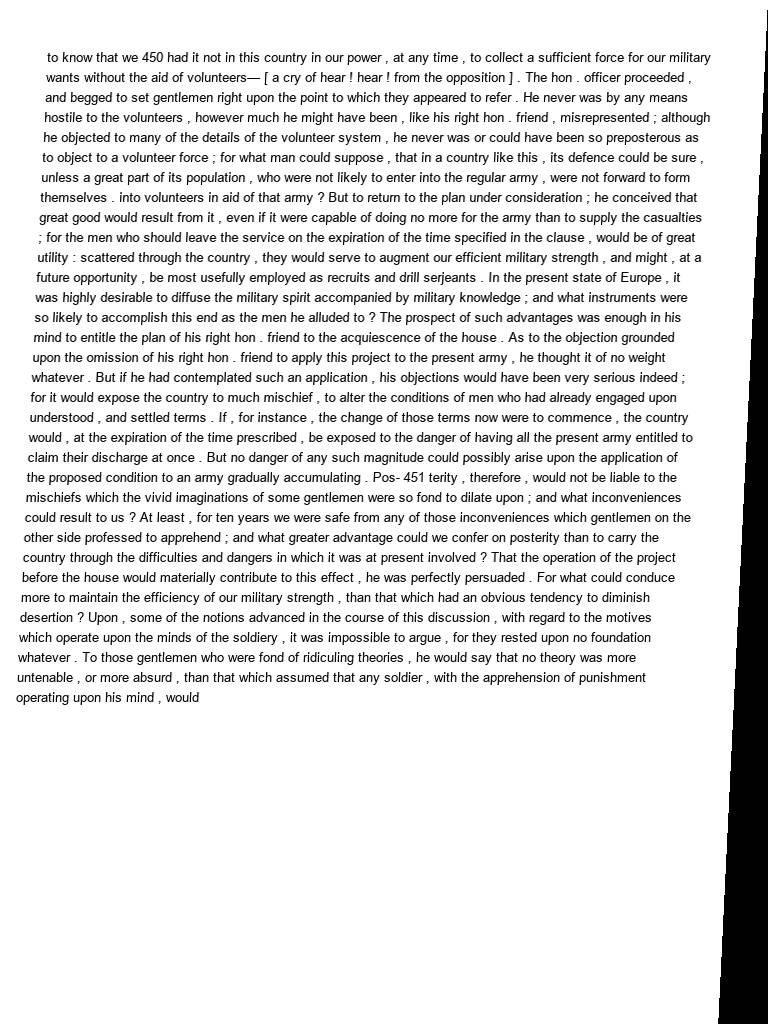 to know that we 450 had it not in this country in our power , at any time , to collect a sufficient force for our military
wants without the aid of volunteers— [ a cry of hear ! hear ! from the opposition ] . The hon . officer proceeded ,
and begged to set gentlemen right upon the point to which they appeared to refer . He never was by any means
hostile to the volunteers , however much he might have been , like his right hon . friend , misrepresented ; although
he objected to many of the details of the volunteer system , he never was or could have been so preposterous as
to object to a volunteer force ; for what man could suppose , that in a country like this , its defence could be sure ,
unless a great part of its population , who were not likely to enter into the regular army , were not forward to form
themselves . into volunteers in aid of that army ? But to return to the plan under consideration ; he conceived that
great good would result from it , even if it were capable of doing no more for the army than to supply the casualties
; for the men who should leave the service on the expiration of the time specified in the clause , would be of great
utility : scattered through the country , they would serve to augment our efficient military strength , and might , at a
future opportunity , be most usefully employed as recruits and drill serjeants . In the present state of Europe , it
was highly desirable to diffuse the military spirit accompanied by military knowledge ; and what instruments were
so likely to accomplish this end as the men he alluded to ? The prospect of such advantages was enough in his
mind to entitle the plan of his right hon . friend to the acquiescence of the house . As to the objection grounded
upon the omission of his right hon . friend to apply this project to the present army , he thought it of no weight
whatever . But if he had contemplated such an application , his objections would have been very serious indeed ;
for it would expose the country to much mischief , to alter the conditions of men who had already engaged upon
understood , and settled terms . If , for instance , the change of those terms now were to commence , the country
would , at the expiration of the time prescribed , be exposed to the danger of having all the present army entitled to
claim their discharge at once . But no danger of any such magnitude could possibly arise upon the application of
the proposed condition to an army gradually accumulating . Pos- 451 terity , therefore , would not be liable to the
mischiefs which the vivid imaginations of some gentlemen were so fond to dilate upon ; and what inconveniences
could result to us ? At least , for ten years we were safe from any of those inconveniences which gentlemen on the
other side professed to apprehend ; and what greater advantage could we confer on posterity than to carry the
country through the difficulties and dangers in which it was at present involved ? That the operation of the project
before the house would materially contribute to this effect , he was perfectly persuaded . For what could conduce
more to maintain the efficiency of our military strength , than that which had an obvious tendency to diminish
desertion ? Upon , some of the notions advanced in the course of this discussion , with regard to the motives
which operate upon the minds of the soldiery , it was impossible to argue , for they rested upon no foundation
whatever . To those gentlemen who were fond of ridiculing theories , he would say that no theory was more
untenable , or more absurd , than that which assumed that any soldier , with the apprehension of punishment
operating upon his mind , would